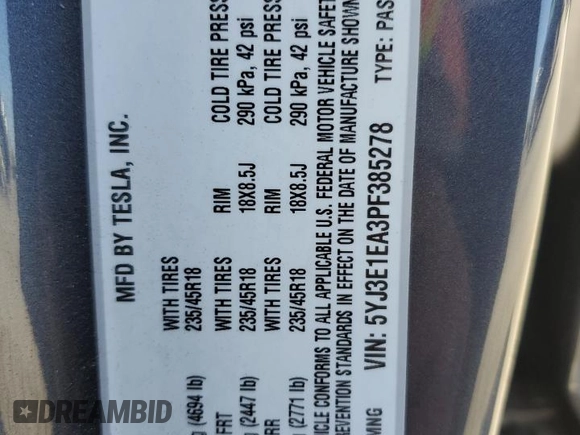 MFD BY TESLA, INC.
WITH TIRES
235/45R18
(4694 lb)
FRT WITH TIRES RIM COLD TIRE PRESS
(2447 lb) 235/45R18 18X8.5J 290 kPa, 42 psi
RR WITH TIRES RIM COLD TIRE PRESS
(2771 lb) 235/45R18 18X8.5J 290 kPa, 42 psi
ICLE CONFORMS TO ALL APPLICABLE U.S. FEDERAL MOTOR VEHICLE SAFET
EVENTION STANDARDS IN EFFECT ON THE DATE OF MANUFACTURE SHOWN
MNG VIN: 5YJ3E1EA3PF385278 TYPE: PAS
DREAMBID